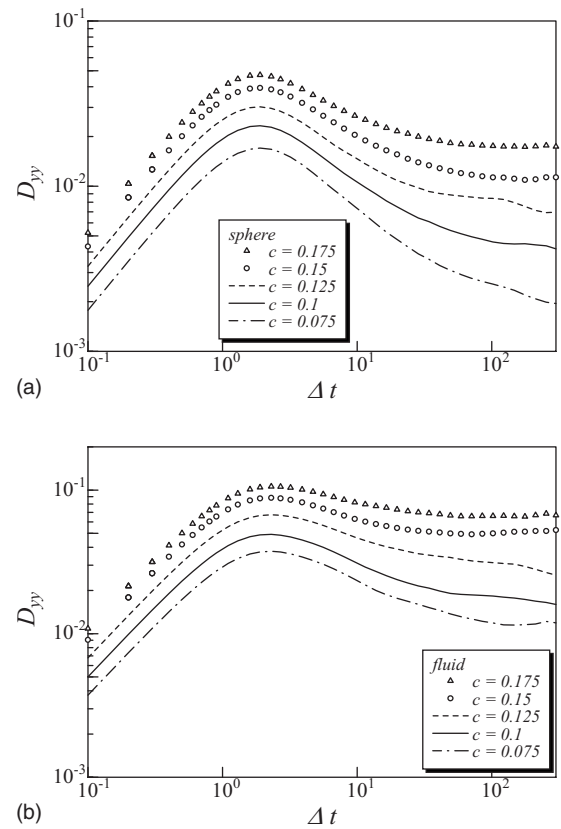 10^-1
10^-2
10^-3
D_yy
sphere
c = 0.175
c = 0.15
c = 0.125
c = 0.1
c = 0.075
10^-1 10^0 10^1 10^2
(a)
Δt
10^-1
10^-2
10^-3
D_yy
fluid
c = 0.175
c = 0.15
c = 0.125
c = 0.1
c = 0.075
10^-1 10^0 10^1 10^2
(b)
Δt